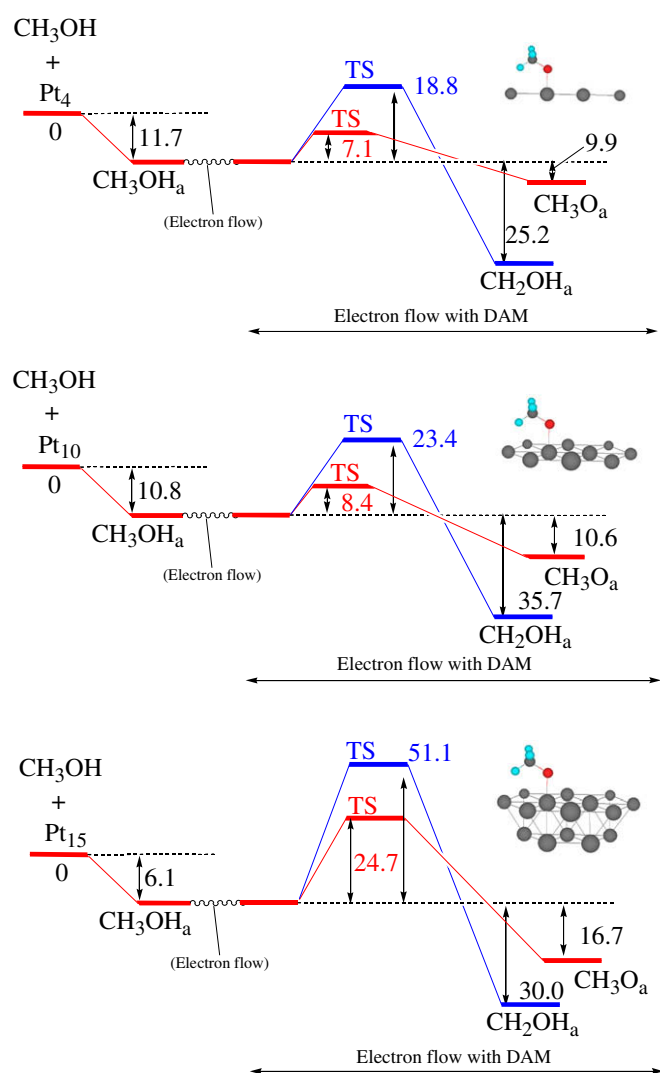 CH₃OH
+
Pt₄
0
11.7
CH₃OHₐ
(Electron flow)
TS
18.8
TS
7.1
9.9
CH₃Oₐ
25.2
CH₂OHₐ
Electron flow with DAM
CH₃OH
+
Pt₁₀
0
10.8
CH₃OHₐ
(Electron flow)
TS
23.4
TS
8.4
10.6
CH₃Oₐ
35.7
CH₂OHₐ
Electron flow with DAM
CH₃OH
+
Pt₁₅
0
6.1
CH₃OHₐ
(Electron flow)
TS
51.1
TS
24.7
16.7
CH₃Oₐ
30.0
CH₂OHₐ
Electron flow with DAM